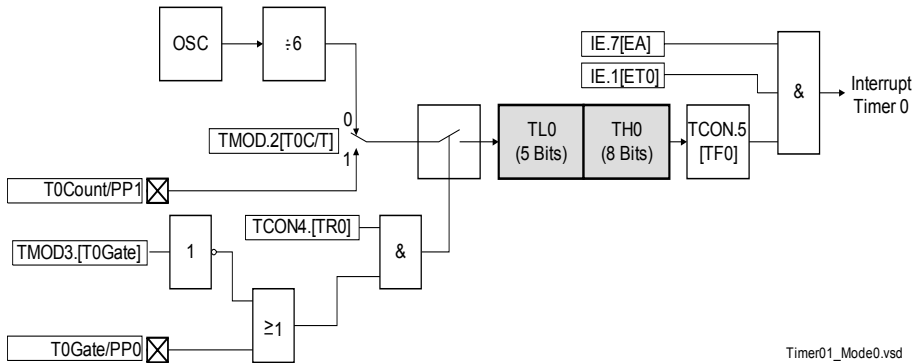 OSC
÷6
IE.7[EA]
IE.1[ET0]
&
Interrupt
Timer 0
0
TMOD.2[T0C/T]
1
TL0
(5 Bits)
TH0
(8 Bits)
TCON.5
[TF0]
T0Count/PP1
TCON4.[TR0]
&
TMOD3.[T0Gate]
1
≥1
T0Gate/PP0
Timer01_Mode0.vsd